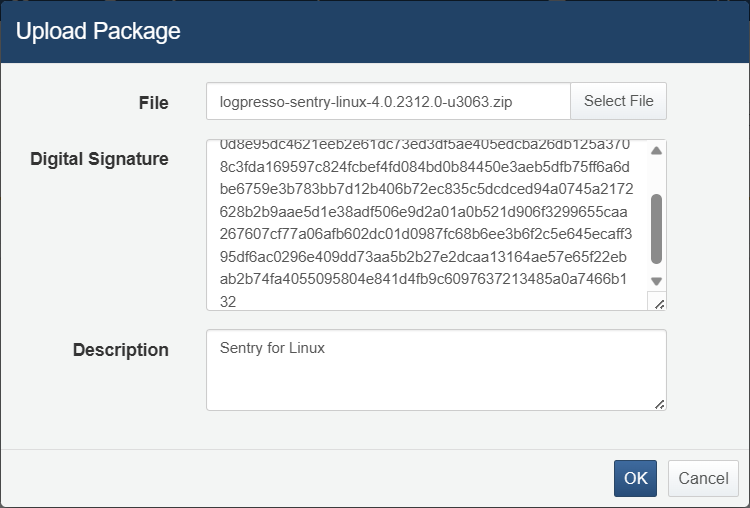 Upload Package
File
logpresso-sentry-linux-4.0.2312.0-u3063.zip
Select File
Digital Signature
0d8e95dc4621eeb2e61dc73ed3df5ae405edcba26db125a370
8c3fda169597c824fcbef4fd084bd0b84450e3aeb5dfb75ff6a6d
be6759e3b783bb7d12b406b72ec835c5dcdced94a0745a2172
628b2b9aae5d1e38adf506e9d2a01a0b521d906f3299655caa
267607cf77a06afb602dc01d0987fc68b6ee3b6f2c5e645ecaff3
95df6ac0296e409dd73aa5b2b27e2dcaa13164ae57e65f22eb
ab2b74fa4055095804e841d4fb9c6097637213485a0a7466b1
32
Description
Sentry for Linux
OK
Cancel